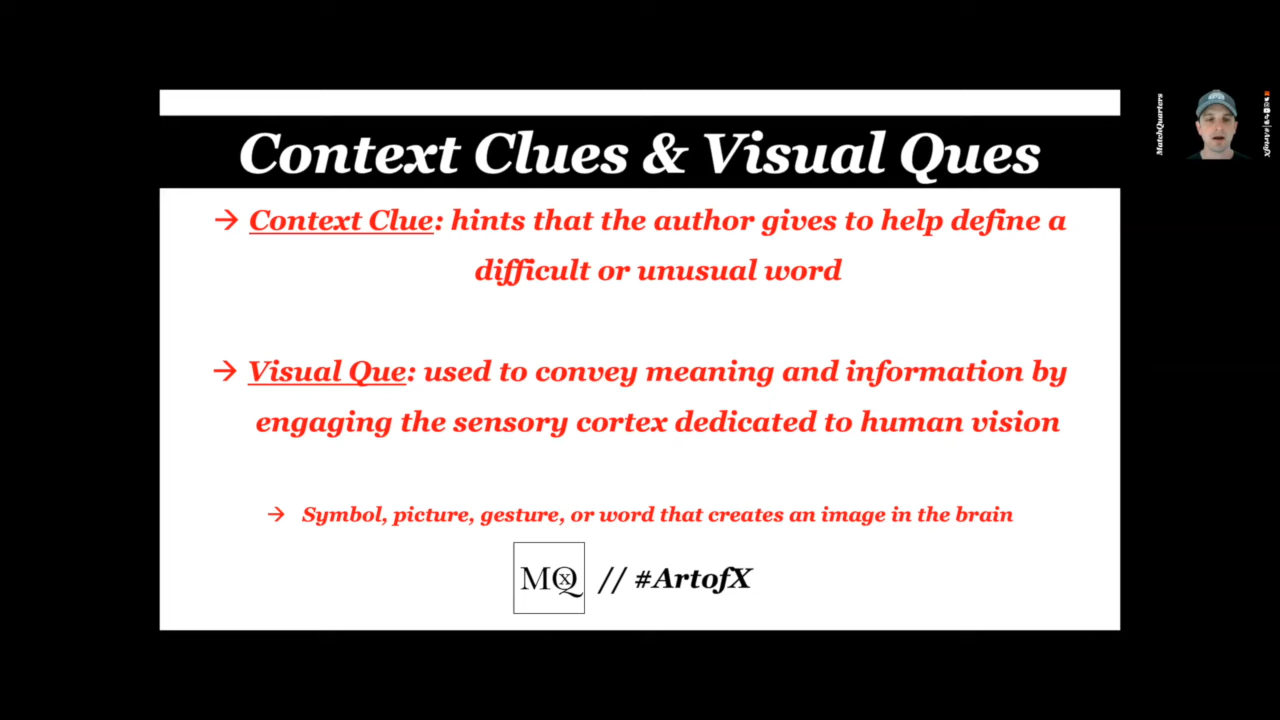 Context Clues & Visual Ques
→ Context Clue: hints that the author gives to help define a
difficult or unusual word
→ Visual Que: used to convey meaning and information by
engaging the sensory cortex dedicated to human vision
→ Symbol, picture, gesture, or word that creates an image in the brain
MQx // #ArtofX
MatchQuarters
#ArtofX